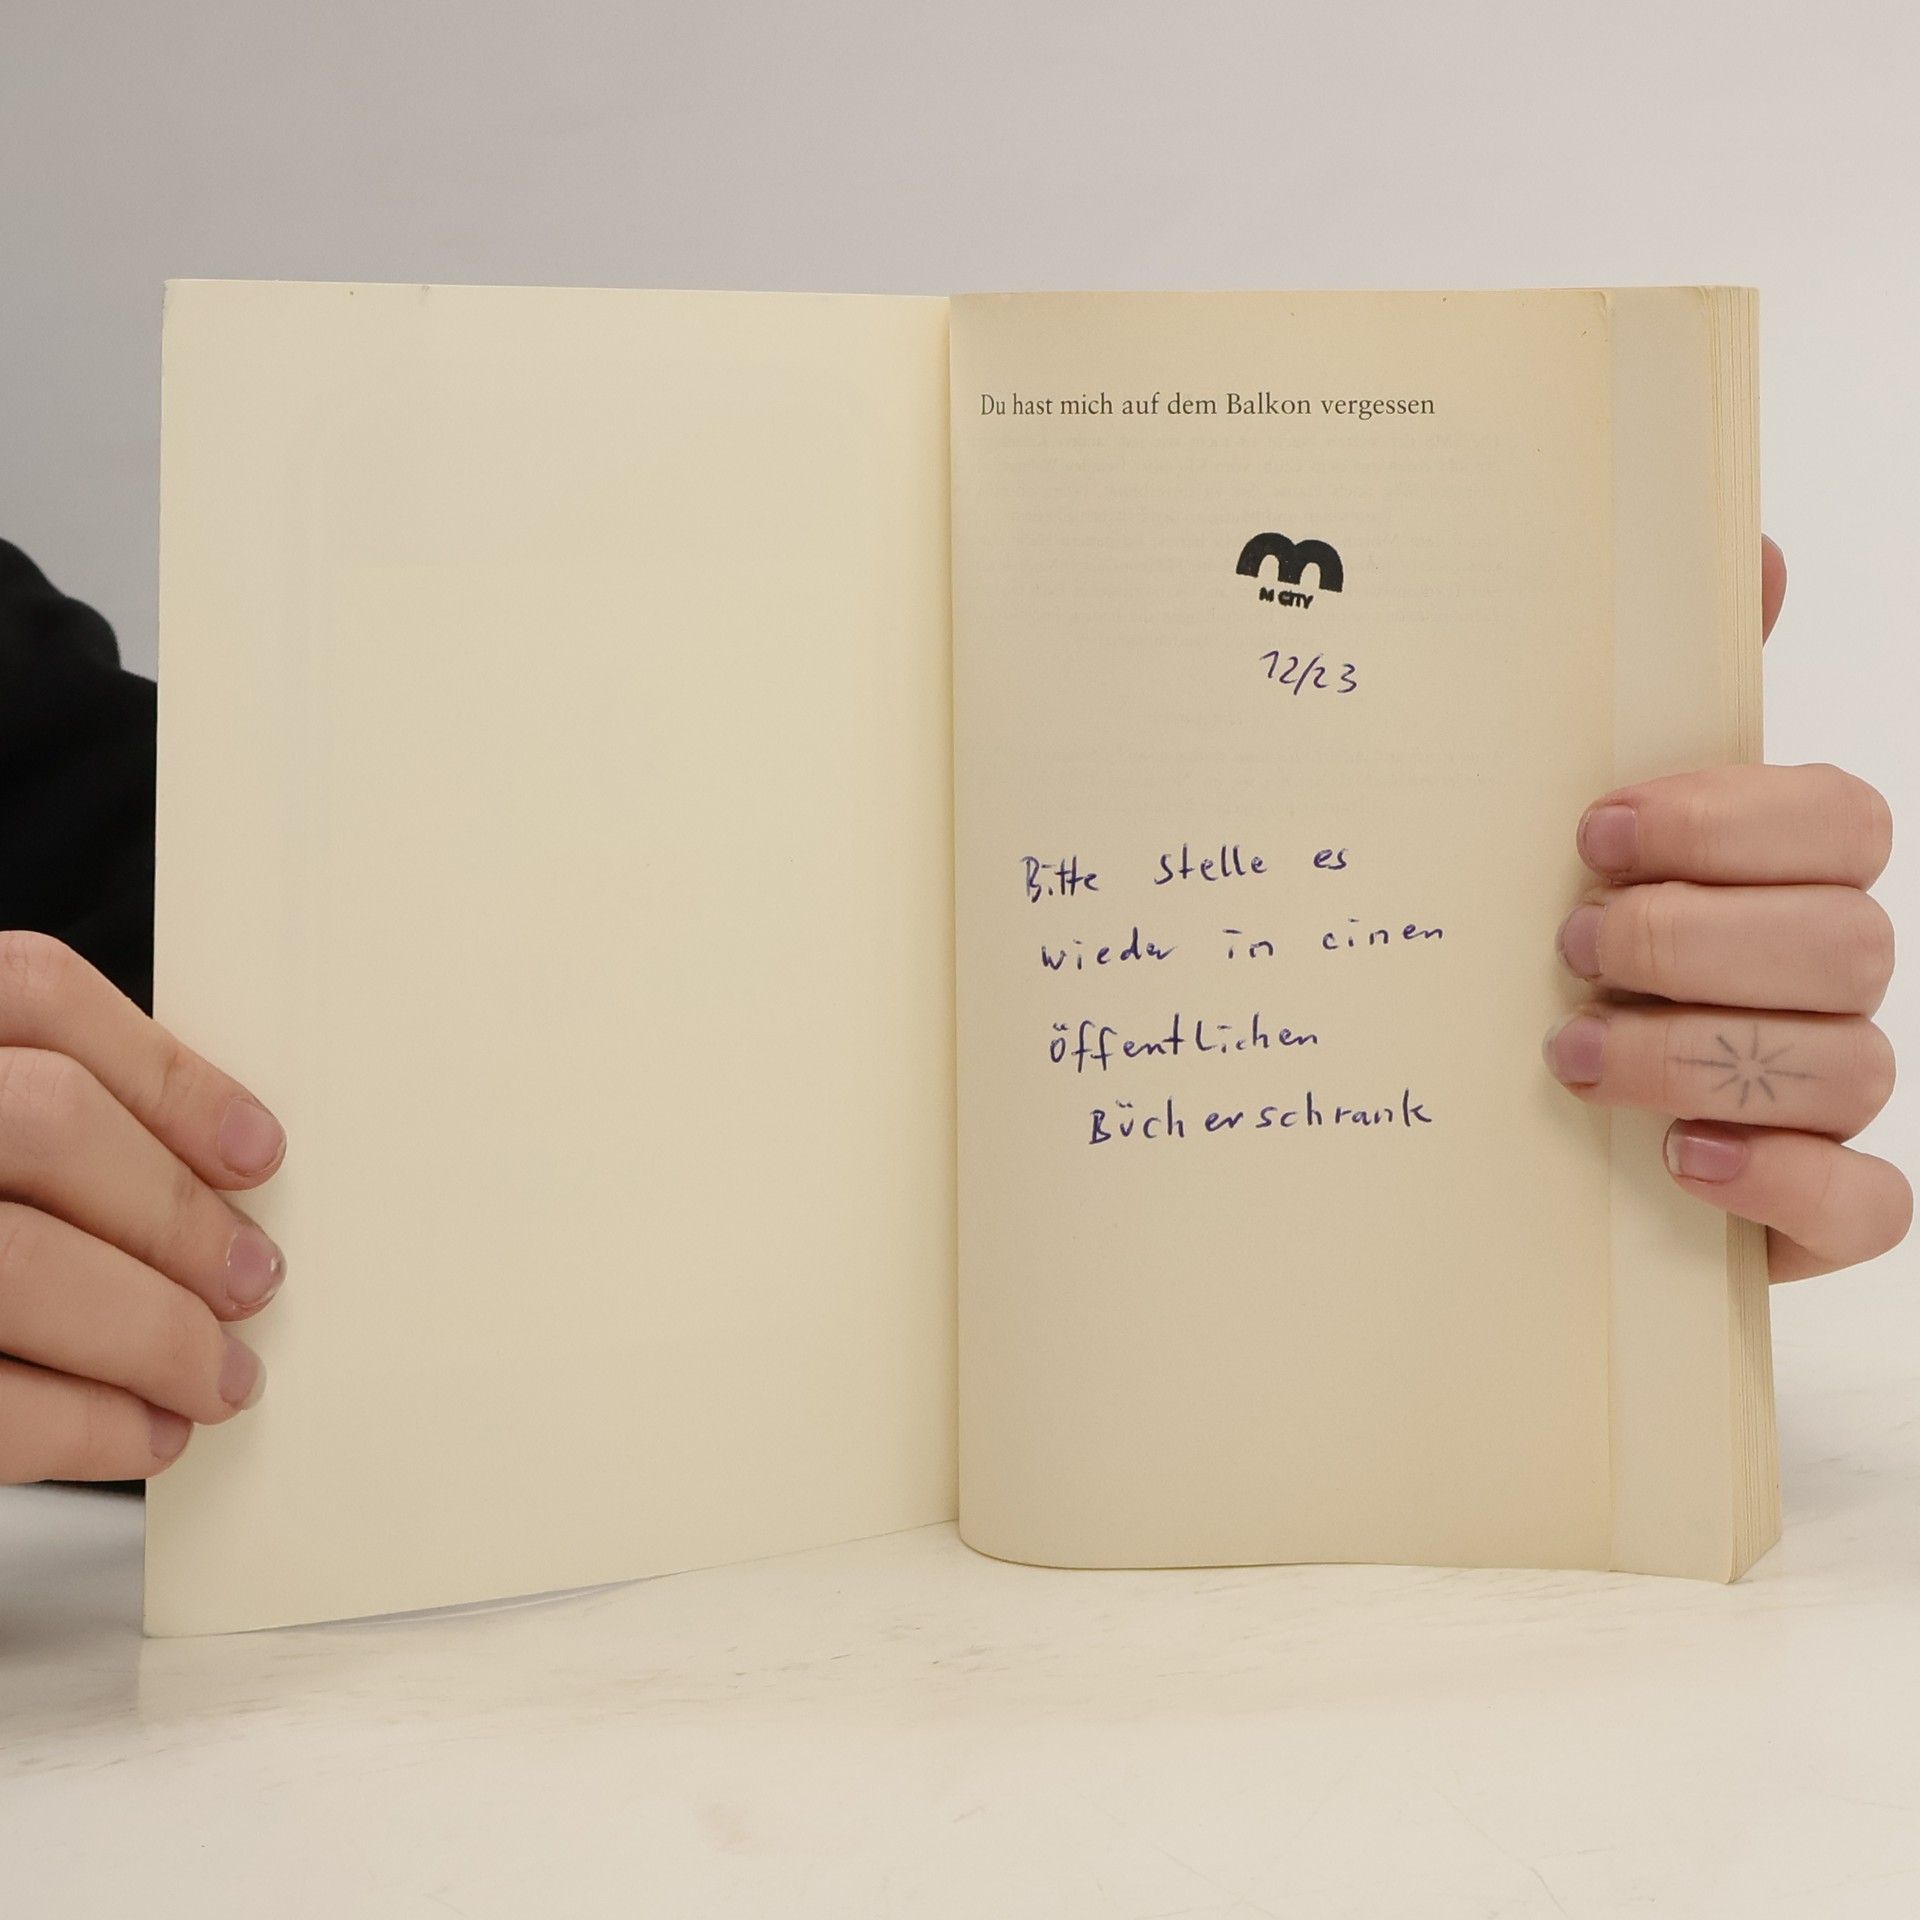 Du hast mich auf dem Balkon vergessen
M CITY
12/23
Bitte stelle es
wieder in einen
öffentlichen
Bücherschrank